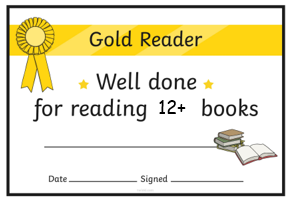 Gold Reader
Well done
for reading 12+ books
Date Signed